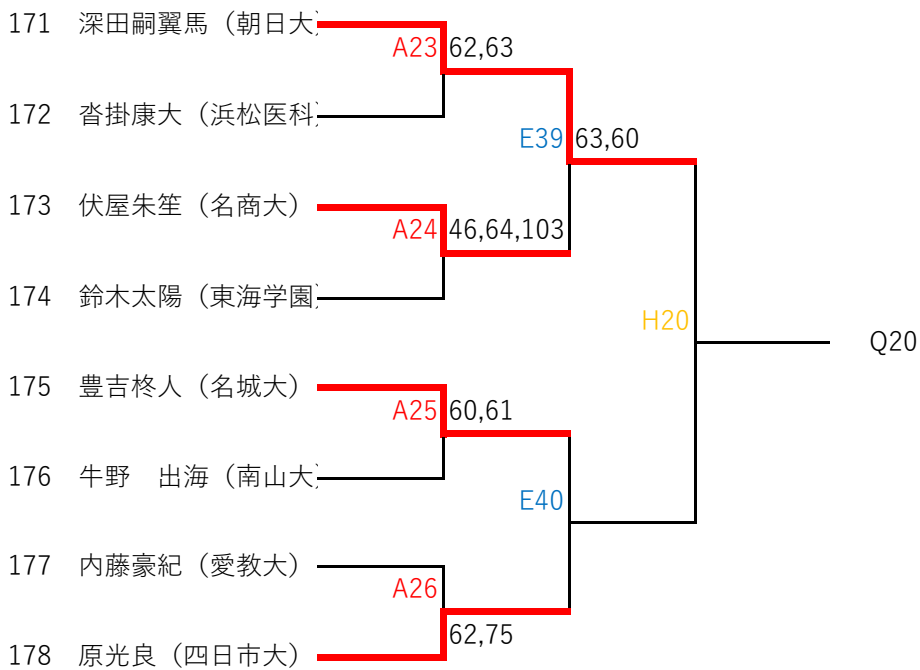 171 深田嗣翼馬（朝日大）
A23 62,63
172 沓掛康大（浜松医科）
E39 63,60
173 伏屋朱笙（名商大）
A24 46,64,103
174 鈴木太陽（東海学園）
H20
Q20
175 豊吉柊人（名城大）
A25 60,61
176 牛野　出海（南山大）
E40
177 内藤豪紀（愛教大）
A26
62,75
178 原光良（四日市大）